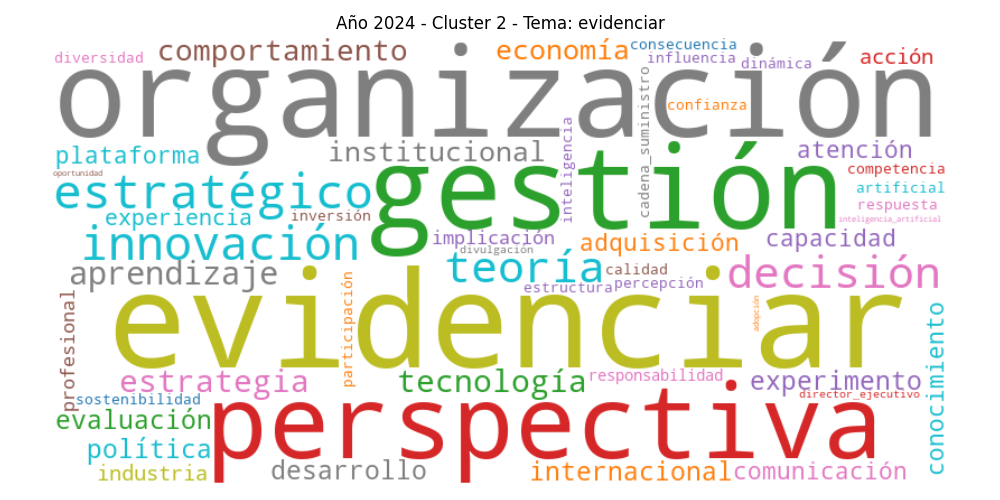 Año 2024 - Cluster 2 - Tema: evidenciar
diversidad
comportamiento
economía
consecuencia
influencia
dinámica
acción
organización
confianza
cadena_suministro
inteligencia
institucional
plataforma
atención
oportunidad
competencia
estratégico
gestión
artificial
respuesta
experiencia
inversión
inteligencia_artificial
innovación
implicación
divulgación
adquisición
capacidad
aprendizaje
teoría
calidad
estructura
percepción
decisión
evidenciar
adopción
participación
profesional
conocimiento
estrategia
tecnología
responsabilidad
experimento
director_ejecutivo
sostenibilidad
perspectiva
evaluación
política
industria
desarrollo
internacional
comunicación